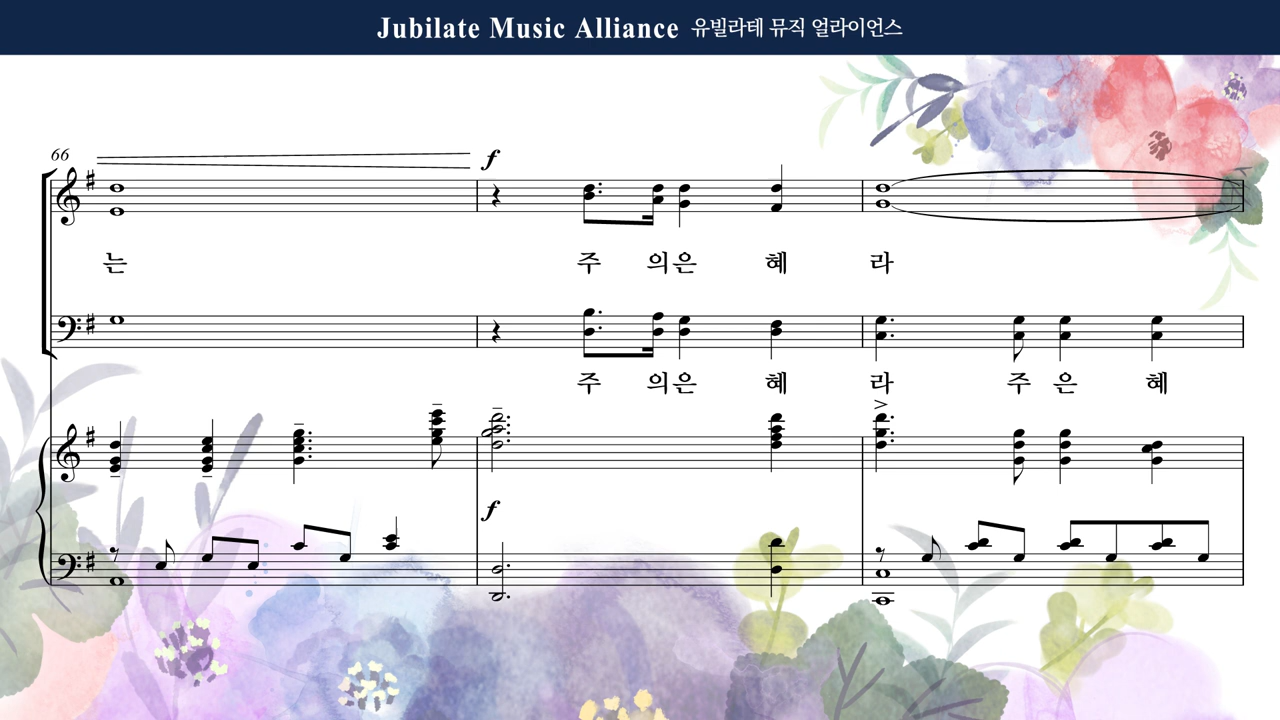 Jubilate Music Alliance 유빌라테 뮤직 얼라이언스
66
f
는 주 의 은 혜 라
주 의 은 혜 라 주 은 혜
f